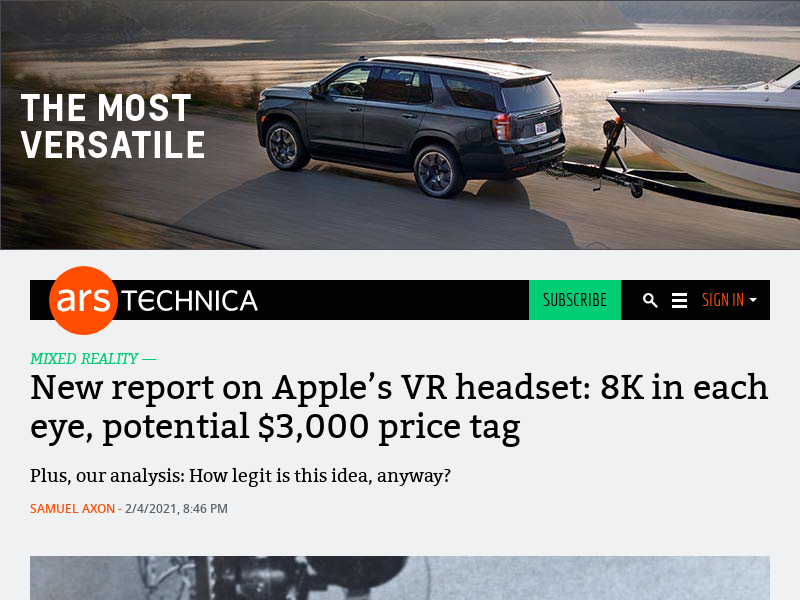 THE MOST
VERSATILE
ars TECHNICA
SUBSCRIBE
SIGN IN
MIXED REALITY —
New report on Apple’s VR headset: 8K in each
eye, potential $3,000 price tag
Plus, our analysis: How legit is this idea, anyway?
SAMUEL AXON - 2/4/2021, 8:46 PM